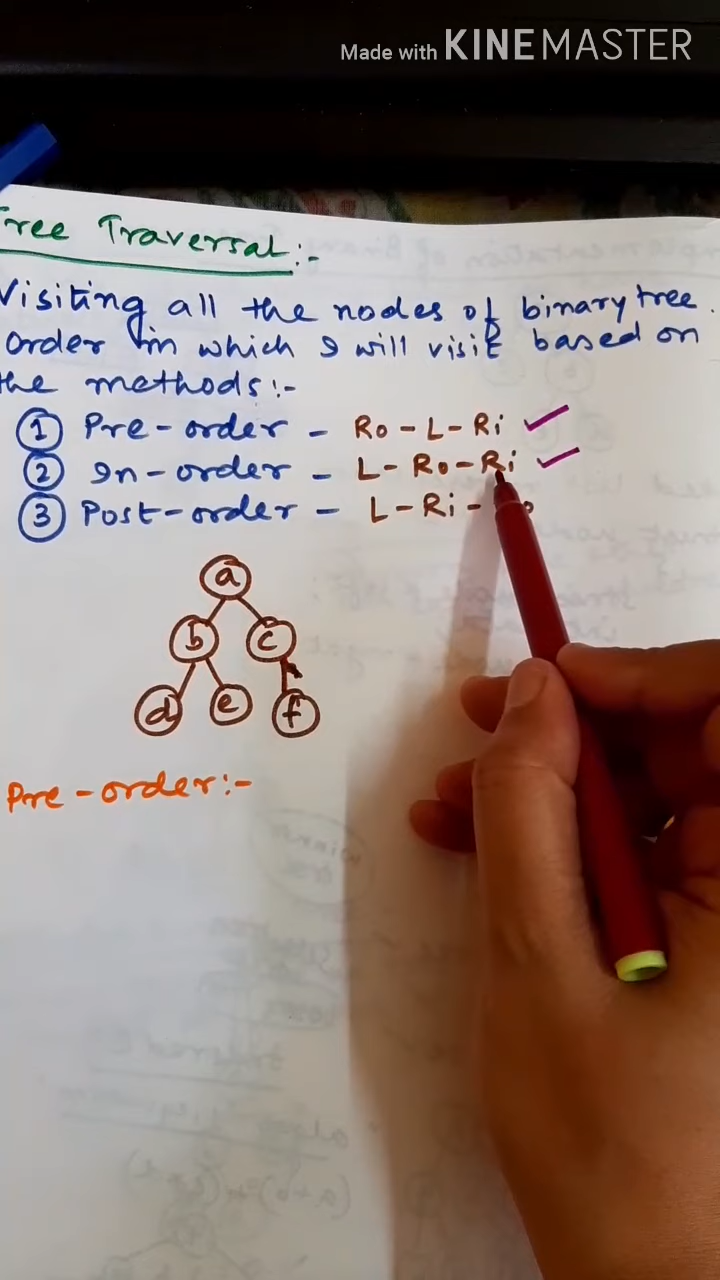 Made with KINEMASTER
Tree Traversal:-
Visiting all the nodes of binary tree.
Order in which I will visit based on
the methods:-
① Pre-order - Ro-L-Ri
② In-order - L-Ro-Ri
③ Post-order - L-Ri-
a
b c
d e f
Pre-order:-